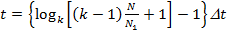 t = {log_k [(k − 1) N/N_1 + 1] − 1} Δt